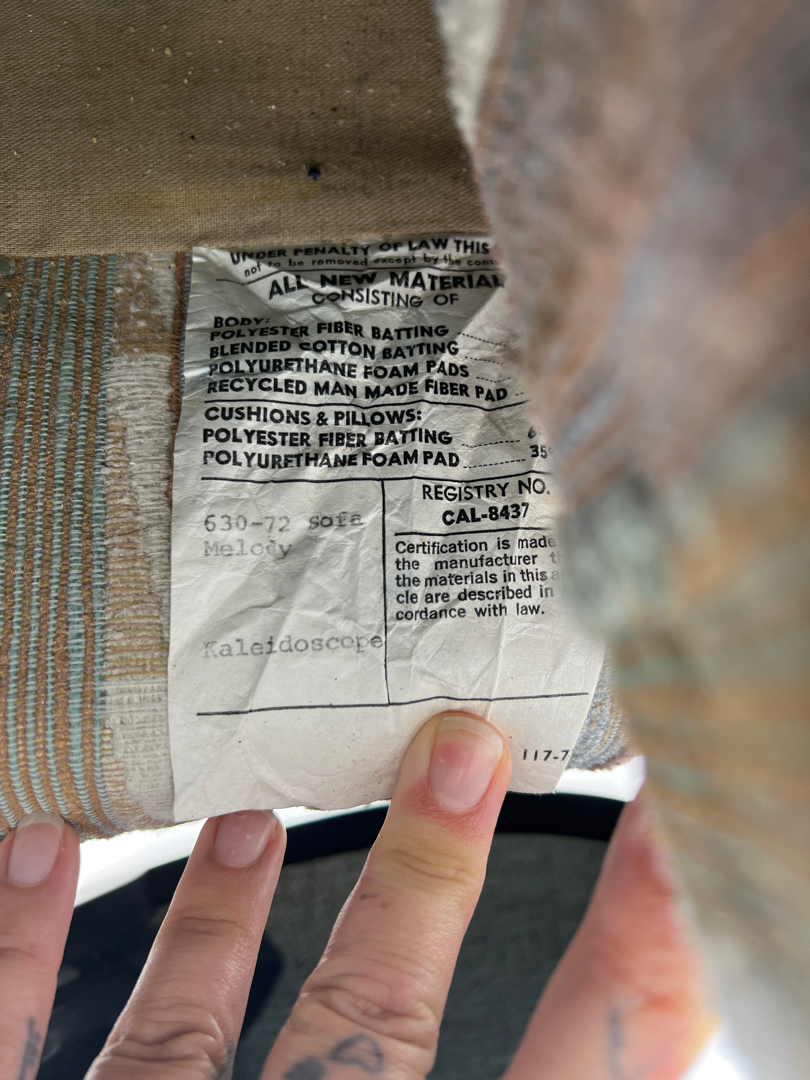 UNDER PENALTY OF LAW THIS
not to be removed except by the
ALL NEW MATERIAL
CONSISTING OF
BODY:
POLYESTER FIBER BATTING
BLENDED COTTON BATTING
POLYURETHANE FOAM PADS
RECYCLED MAN MADE FIBER PAD
CUSHIONS & PILLOWS:
POLYESTER FIBER BATTING
POLYURETHANE FOAM PAD ........ 35
630-72 sofa
Melody
Kaleidoscope
REGISTRY NO.
CAL-8437
Certification is made
the manufacturer
the materials in this
cle are described in
cordance with law.
117-7